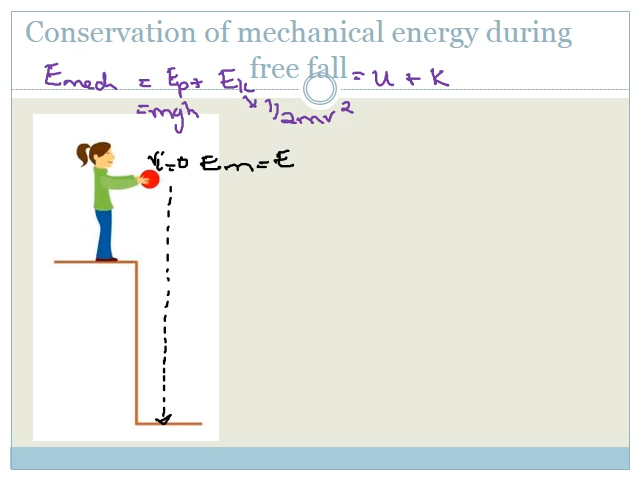 Conservation of mechanical energy during
free fall
Emech = Ep + Ek = U + K
= mgh ↘ 1/2mv²
vi=0 Em = E